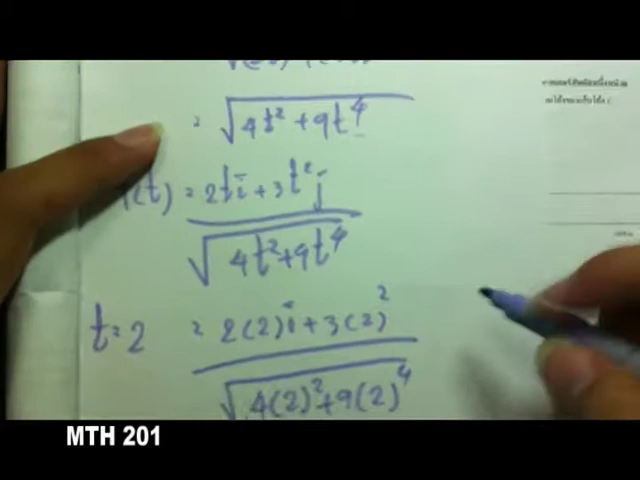 = √4t² + 9t⁴
(t) = 2ti + 3t²j
√4t² + 9t⁴
t = 2 = 2(2)i + 3(2)²
√4(2)² + 9(2)⁴
MTH 201